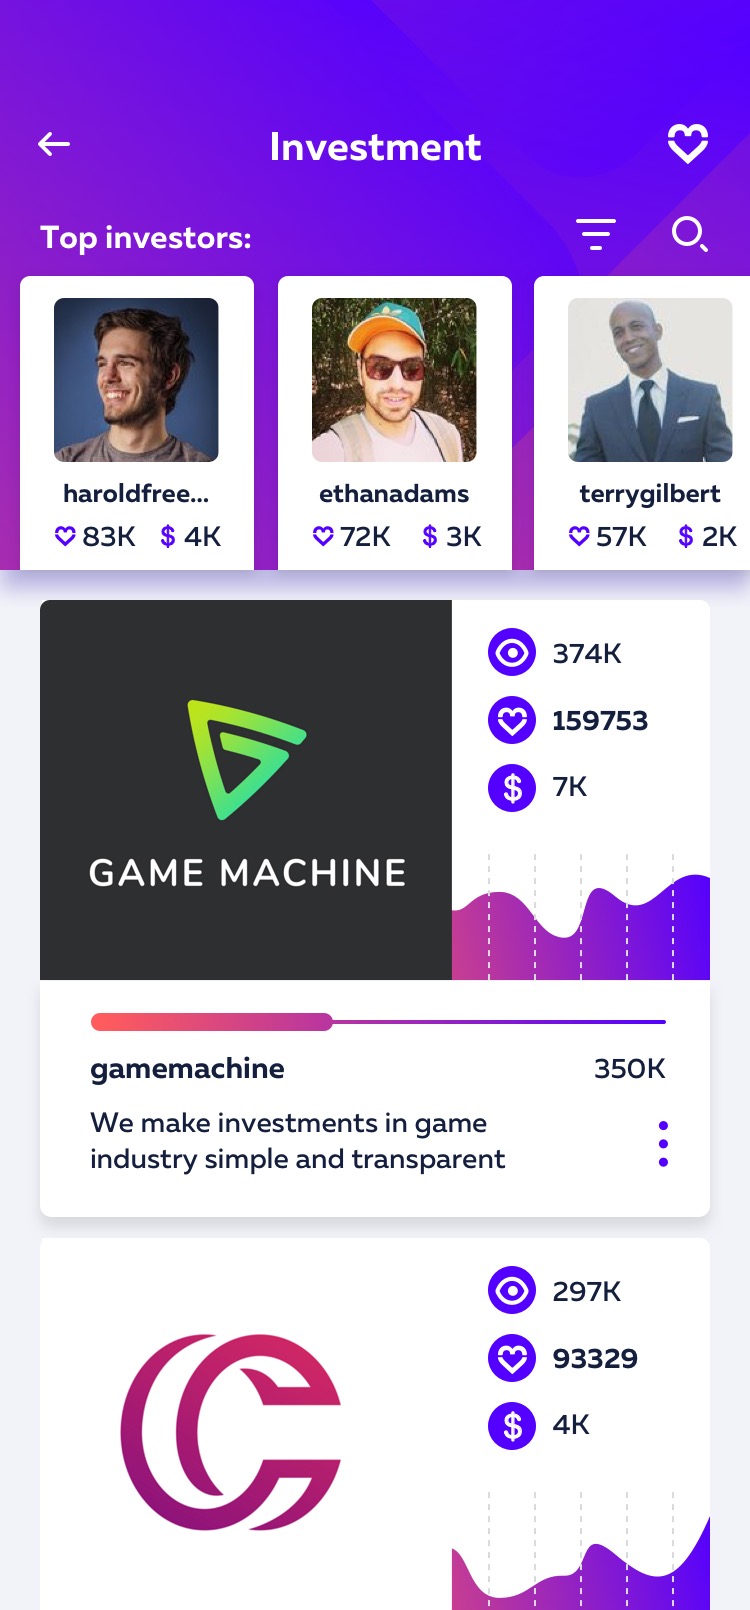 Investment
Top investors:
haroldfree...
83K $ 4K
ethanadams
72K $ 3K
terrygilbert
57K $ 2K
GAME MACHINE
374K
159753
$ 7K
gamemachine 350K
We make investments in game
industry simple and transparent
297K
93329
$ 4K